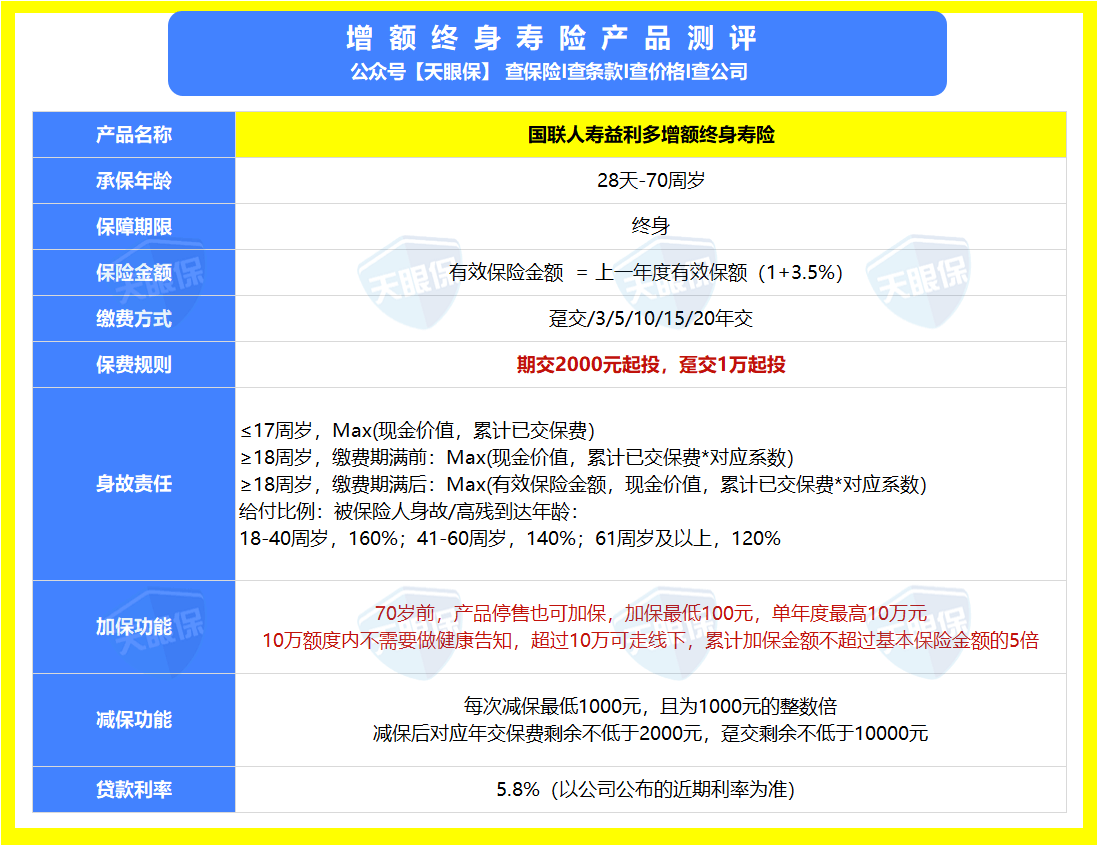 增额终身寿险产品测评
公众号【天眼保】 查保险I查条款I查价格I查公司
产品名称
国联人寿益利多增额终身寿险
承保年龄
28天-70周岁
保障期限
终身
保险金额
有效保险金额 = 上一年度有效保额（1+3.5%）
缴费方式
趸交/3/5/10/15/20年交
保费规则
期交2000元起投，趸交1万起投
身故责任
≤17周岁，Max(现金价值，累计已交保费)
≥18周岁，缴费期满前：Max(现金价值，累计已交保费*对应系数)
≥18周岁，缴费期满后：Max(有效保险金额，现金价值，累计已交保费*对应系数)
给付比例：被保险人身故/高残到达年龄：
18-40周岁，160%；41-60周岁，140%；61周岁及以上，120%
加保功能
70岁前，产品停售也可加保，加保最低100元，单年度最高10万元
10万额度内不需要做健康告知，超过10万可走线下，累计加保金额不超过基本保险金额的5倍
减保功能
每次减保最低1000元，且为1000元的整数倍
减保后对应年交保费剩余不低于2000元，趸交剩余不低于10000元
贷款利率
5.8%（以公司公布的近期利率为准）
天眼保
天眼保
天眼保
天眼保
天眼保
天眼保
天眼保
天眼保